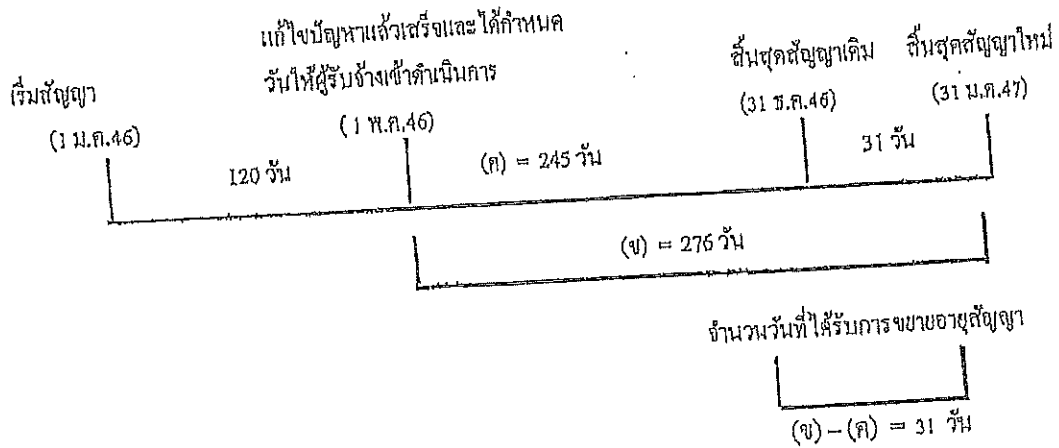 แก้ไขปัญหาแล้วเสร็จและได้กำหนด
วันให้ผู้รับจ้างเข้าดำเนินการ
(1 พ.ค.46)
เริ่มสัญญา
(1 ม.ค.46)
สิ้นสุดสัญญาเดิม
(31 ธ.ค.46)
สิ้นสุดสัญญาใหม่
(31 ม.ค.47)
120 วัน
(ค) = 245 วัน
31 วัน
(ข) = 276 วัน
จำนวนวันที่ได้รับการขยายอายุสัญญา
(ข) – (ค) = 31 วัน